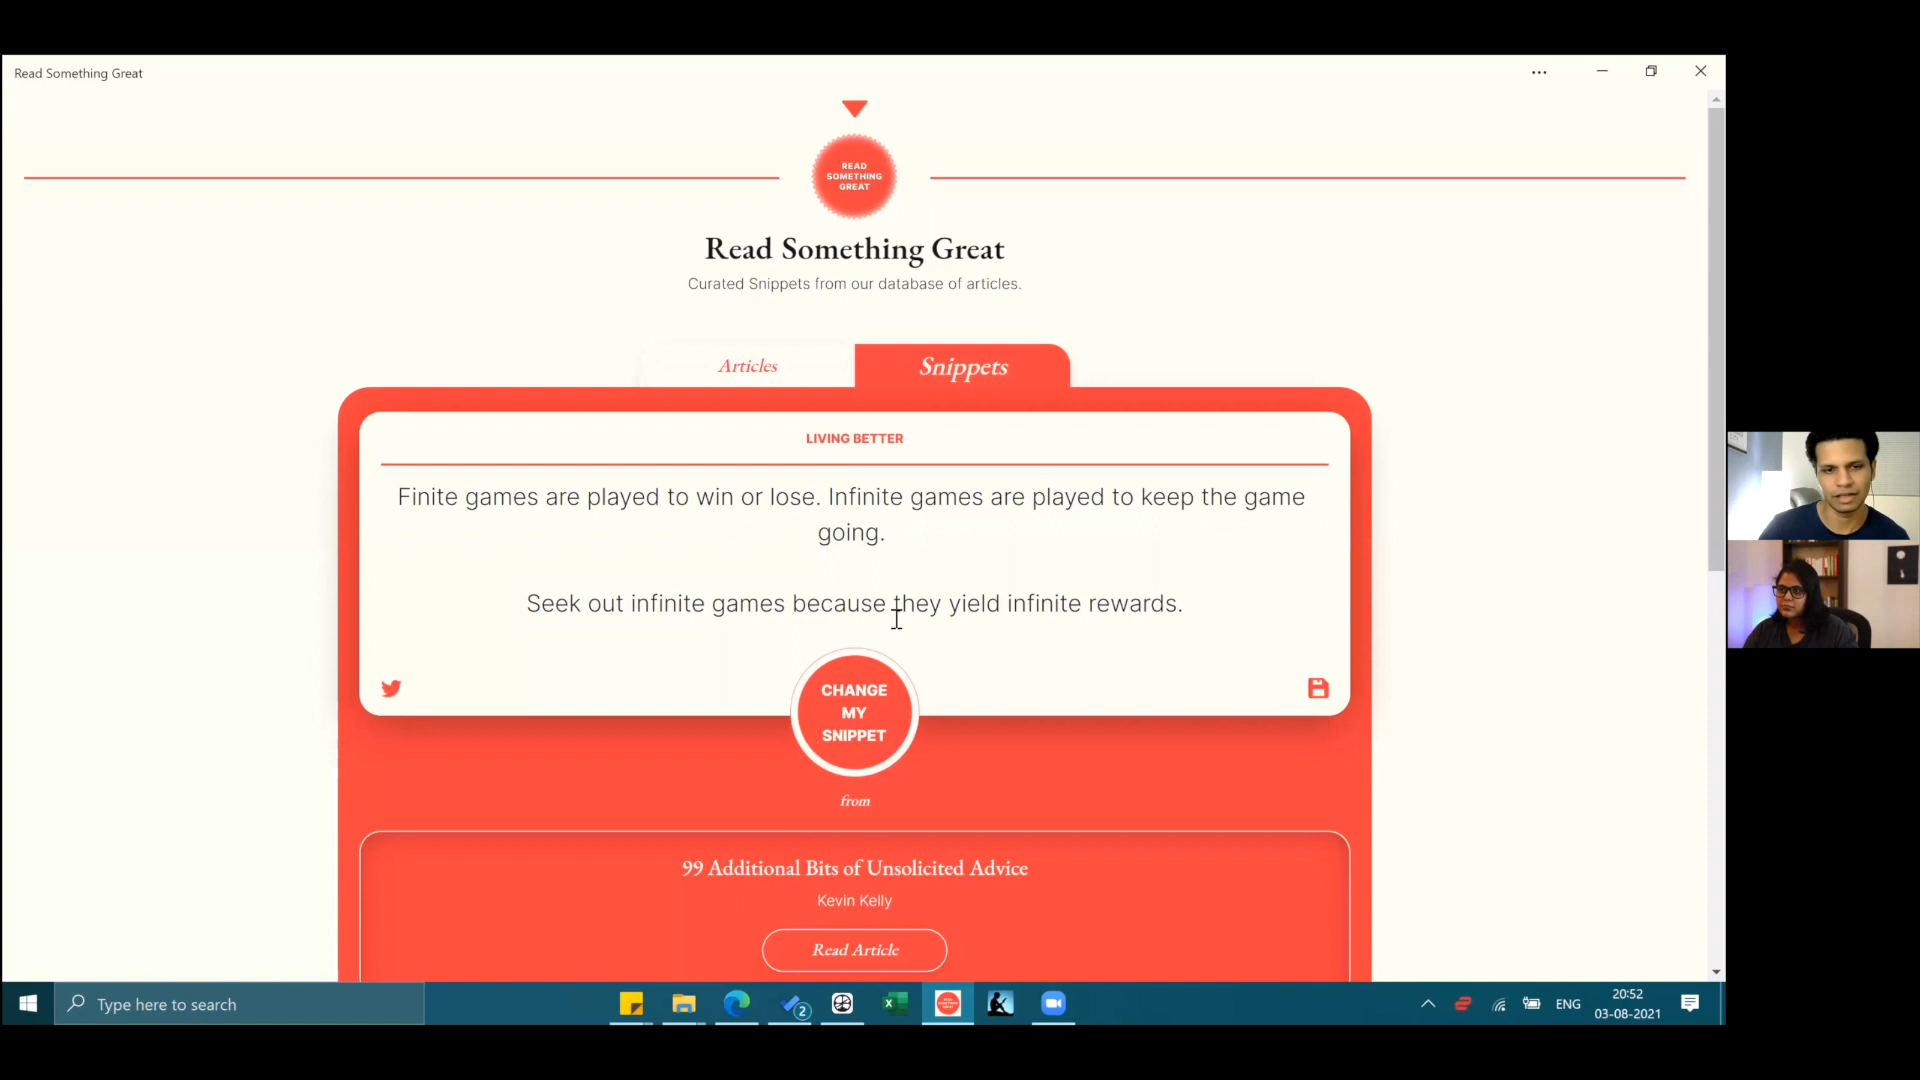 Read Something Great
READ
SOMETHING
GREAT
Read Something Great
Curated Snippets from our database of articles.
Articles
Snippets
LIVING BETTER
Finite games are played to win or lose. Infinite games are played to keep the game
going.
Seek out infinite games because they yield infinite rewards.
CHANGE
MY
SNIPPET
from
99 Additional Bits of Unsolicited Advice
Kevin Kelly
Read Article
Type here to search
2
ENG
20:52
03-08-2021